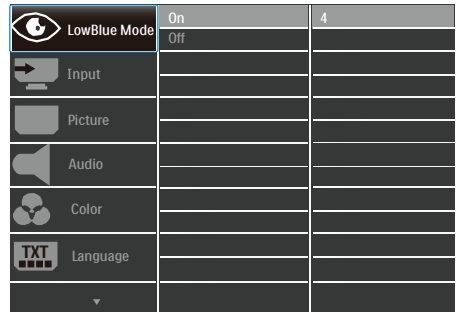 LowBlue Mode
On
4
Off
Input
Picture
Audio
Color
TXT
Language